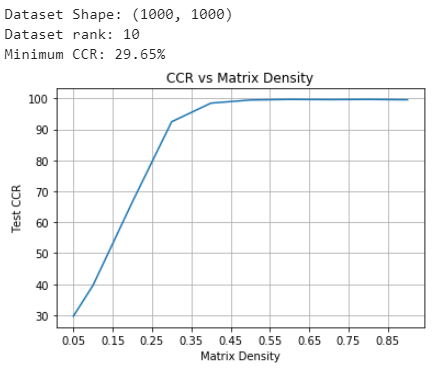 Dataset Shape: (1000, 1000)
Dataset rank: 10
Minimum CCR: 29.65%
CCR vs Matrix Density
100
90
80
70
60
50
40
30
Test CCR
0.05 0.15 0.25 0.35 0.45 0.55 0.65 0.75 0.85
Matrix Density